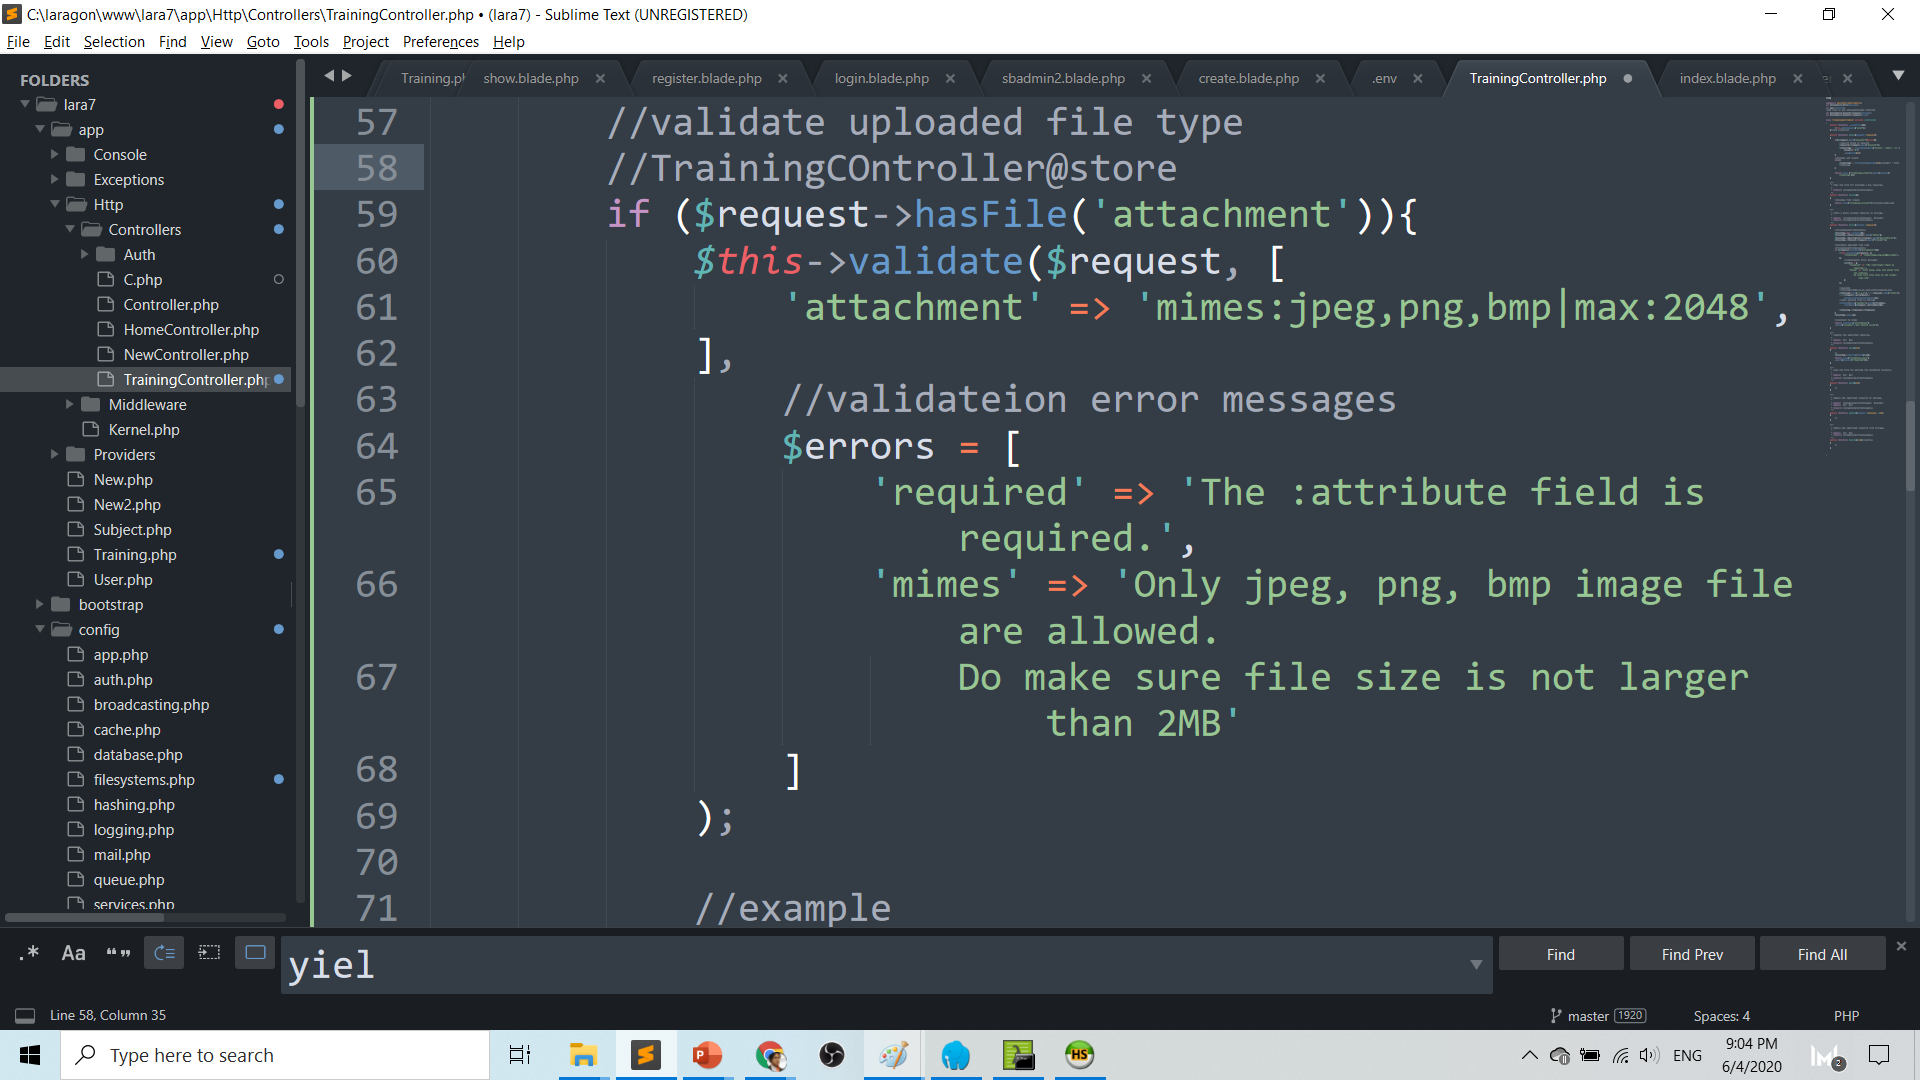 C:\laragon\www\lara7\app\Http\Controllers\TrainingController.php • (lara7) - Sublime Text (UNREGISTERED)
File Edit Selection Find View Goto Tools Project Preferences Help
FOLDERS
lara7
app
Console
Exceptions
Http
Controllers
Auth
C.php
Controller.php
HomeController.php
NewController.php
TrainingController.php
Middleware
Kernel.php
Providers
New.php
New2.php
Subject.php
Training.php
User.php
bootstrap
config
app.php
auth.php
broadcasting.php
cache.php
database.php
filesystems.php
hashing.php
logging.php
mail.php
queue.php
services.php
Training.ph show.blade.php register.blade.php login.blade.php sbadmin2.blade.php create.blade.php .env TrainingController.php index.blade.php
57 //validate uploaded file type
58 //TrainingCOntroller@store
59 if ($request->hasFile('attachment')){
60 $this->validate($request, [
61 'attachment' => 'mimes:jpeg,png,bmp|max:2048',
62 ],
63 //validateion error messages
64 $errors = [
65 'required' => 'The :attribute field is
required.',
66 'mimes' => 'Only jpeg, png, bmp image file
are allowed.
67 Do make sure file size is not larger
than 2MB'
68 ]
69 );
70
71 //example
.* Aa “” yiel Find Find Prev Find All
Line 58, Column 35 master 1920 Spaces: 4 PHP
Type here to search
HS
ENG
9:04 PM
6/4/2020
2